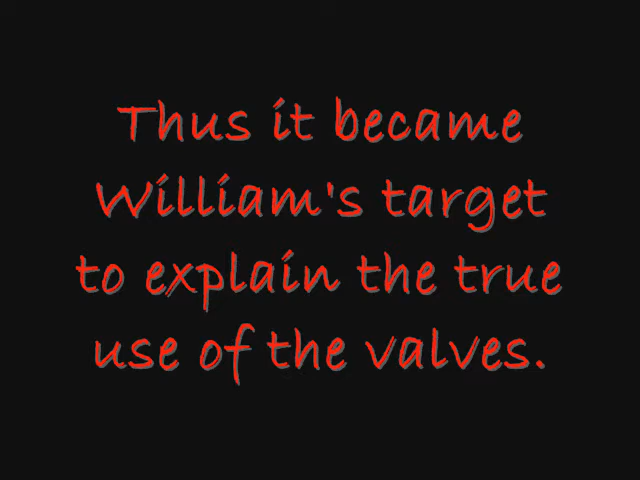 Thus it became
William's target
to explain the true
use of the valves.